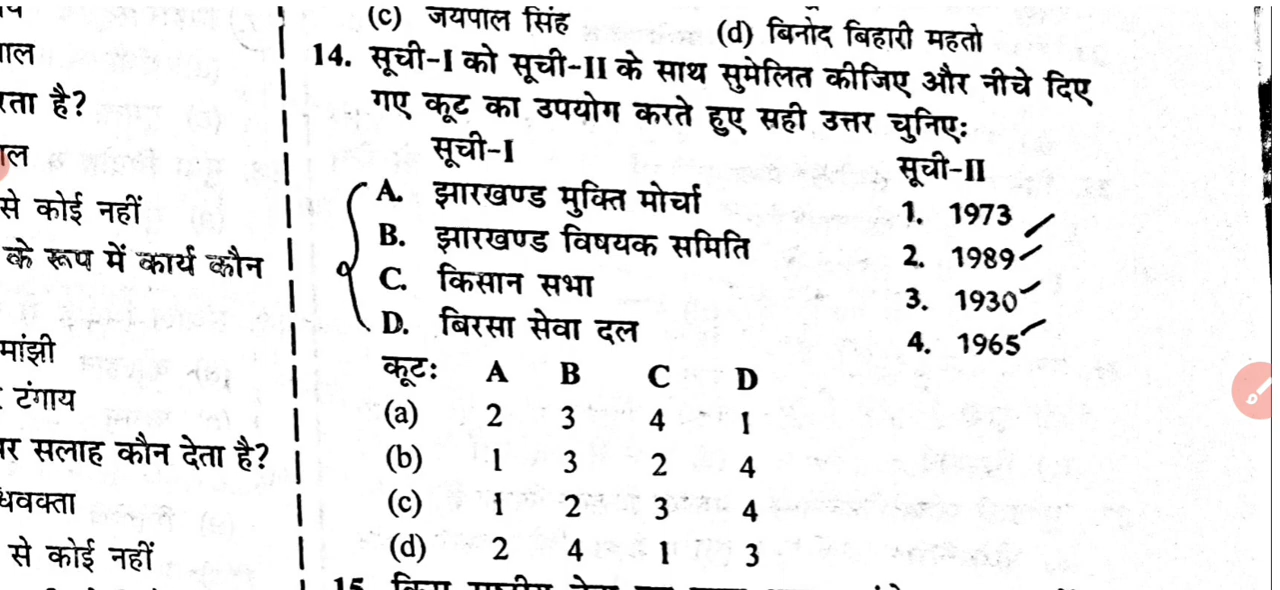 पाल
रता है?
ाल
से कोई नहीं
के रूप में कार्य कौन
मांझी
टंगाय
र सलाह कौन देता है?
धवक्ता
से कोई नहीं
(c) जयपाल सिंह (d) बिनोद बिहारी महतो
14. सूची-I को सूची-II के साथ सुमेलित कीजिए और नीचे दिए
गए कूट का उपयोग करते हुए सही उत्तर चुनिए:
सूची-I सूची-II
A. झारखण्ड मुक्ति मोर्चा 1. 1973
B. झारखण्ड विषयक समिति 2. 1989
C. किसान सभा 3. 1930
D. बिरसा सेवा दल 4. 1965
कूट: A B C D
(a) 2 3 4 1
(b) 1 3 2 4
(c) 1 2 3 4
(d) 2 4 1 3
15